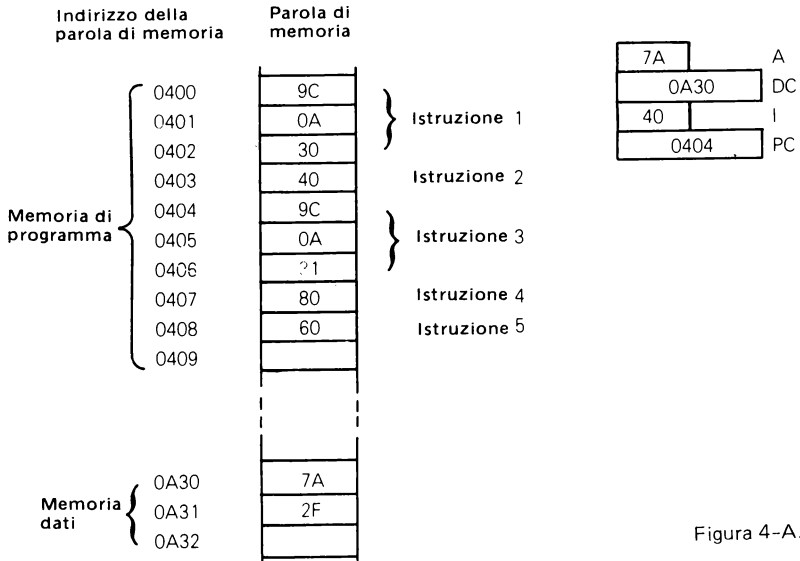 Indirizzo della parola di memoria
Parola di memoria
A 7A
DC 0A30
I 40
PC 0404
Memoria di programma
0400 9C
0401 0A
0402 30
Istruzione 1
0403 40 Istruzione 2
0404 9C
0405 0A
0406
Istruzione 3
0407 80 Istruzione 4
0408 60 Istruzione 5
0409
Memoria dati
0A30 7A
0A31 2F
0A32
Figura 4-A.